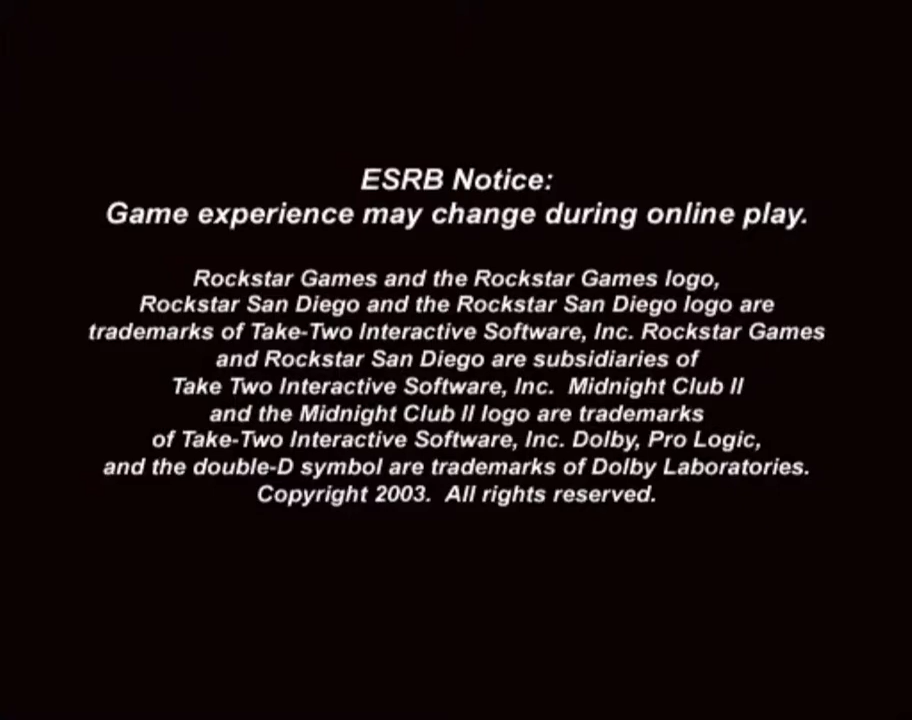 ESRB Notice:
Game experience may change during online play.
Rockstar Games and the Rockstar Games logo,
Rockstar San Diego and the Rockstar San Diego logo are
trademarks of Take-Two Interactive Software, Inc. Rockstar Games
and Rockstar San Diego are subsidiaries of
Take Two Interactive Software, Inc.  Midnight Club II
and the Midnight Club II logo are trademarks
of Take-Two Interactive Software, Inc. Dolby, Pro Logic,
and the double-D symbol are trademarks of Dolby Laboratories.
Copyright 2003.  All rights reserved.